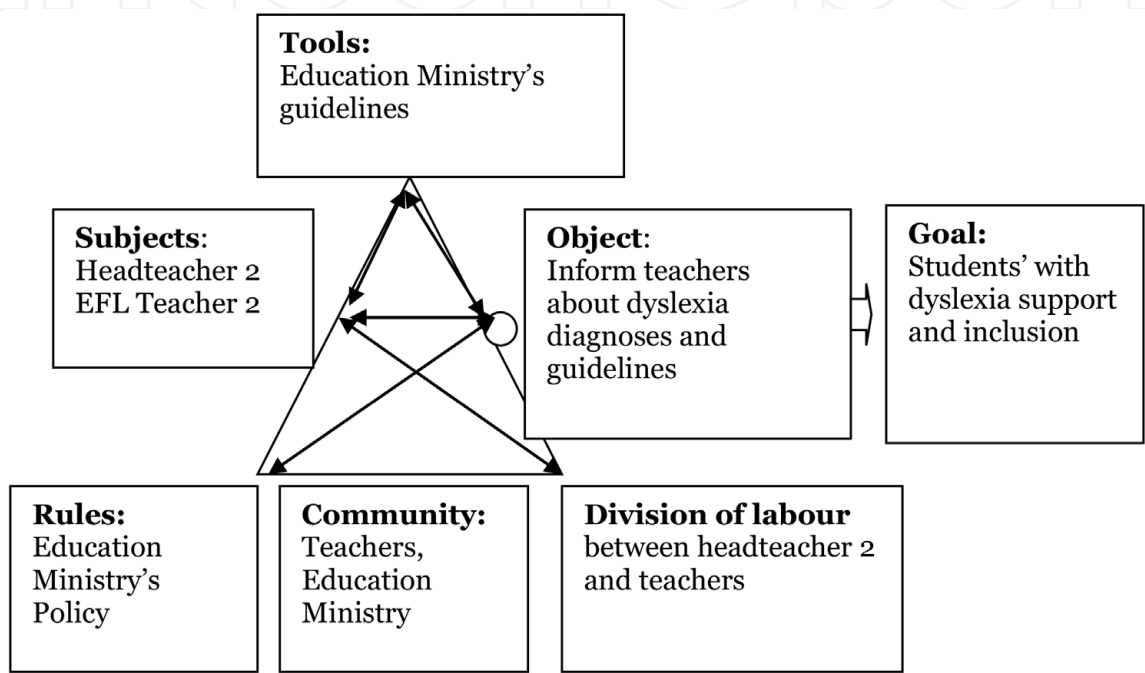 Tools:
Education Ministry’s
guidelines
Subjects:
Headteacher 2
EFL Teacher 2
Object:
Inform teachers
about dyslexia
diagnoses and
guidelines
Goal:
Students’ with
dyslexia support
and inclusion
Rules:
Education
Ministry’s
Policy
Community:
Teachers,
Education
Ministry
Division of labour
between headteacher 2
and teachers